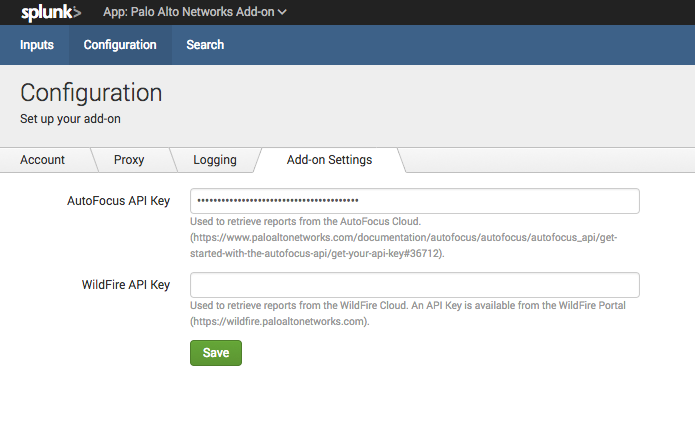 splunk> App: Palo Alto Networks Add-on
Inputs Configuration Search
Configuration
Set up your add-on
Account Proxy Logging Add-on Settings
AutoFocus API Key ••••••••••••••••••••••••••••••••••••••••
Used to retrieve reports from the AutoFocus Cloud.
(https://www.paloaltonetworks.com/documentation/autofocus/autofocus/autofocus_api/get-
started-with-the-autofocus-api/get-your-api-key#36712).
WildFire API Key
Used to retrieve reports from the WildFire Cloud. An API Key is available from the WildFire Portal
(https://wildfire.paloaltonetworks.com).
Save